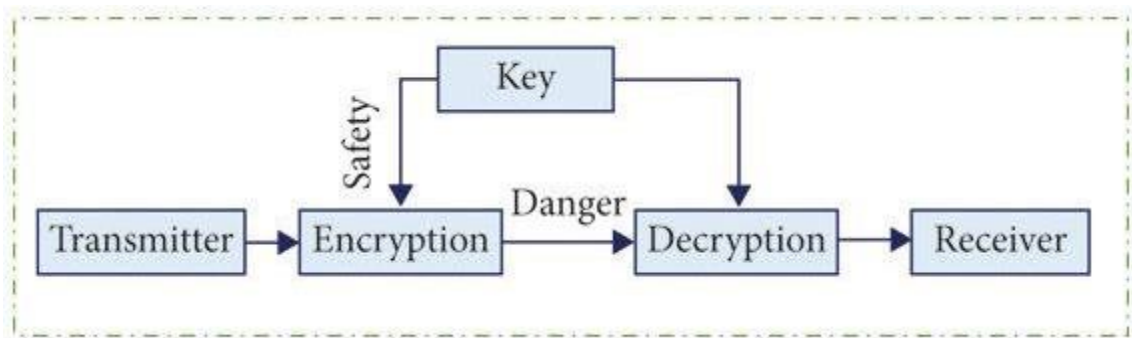 Key
Safety
Danger
Transmitter
Encryption
Decryption
Receiver